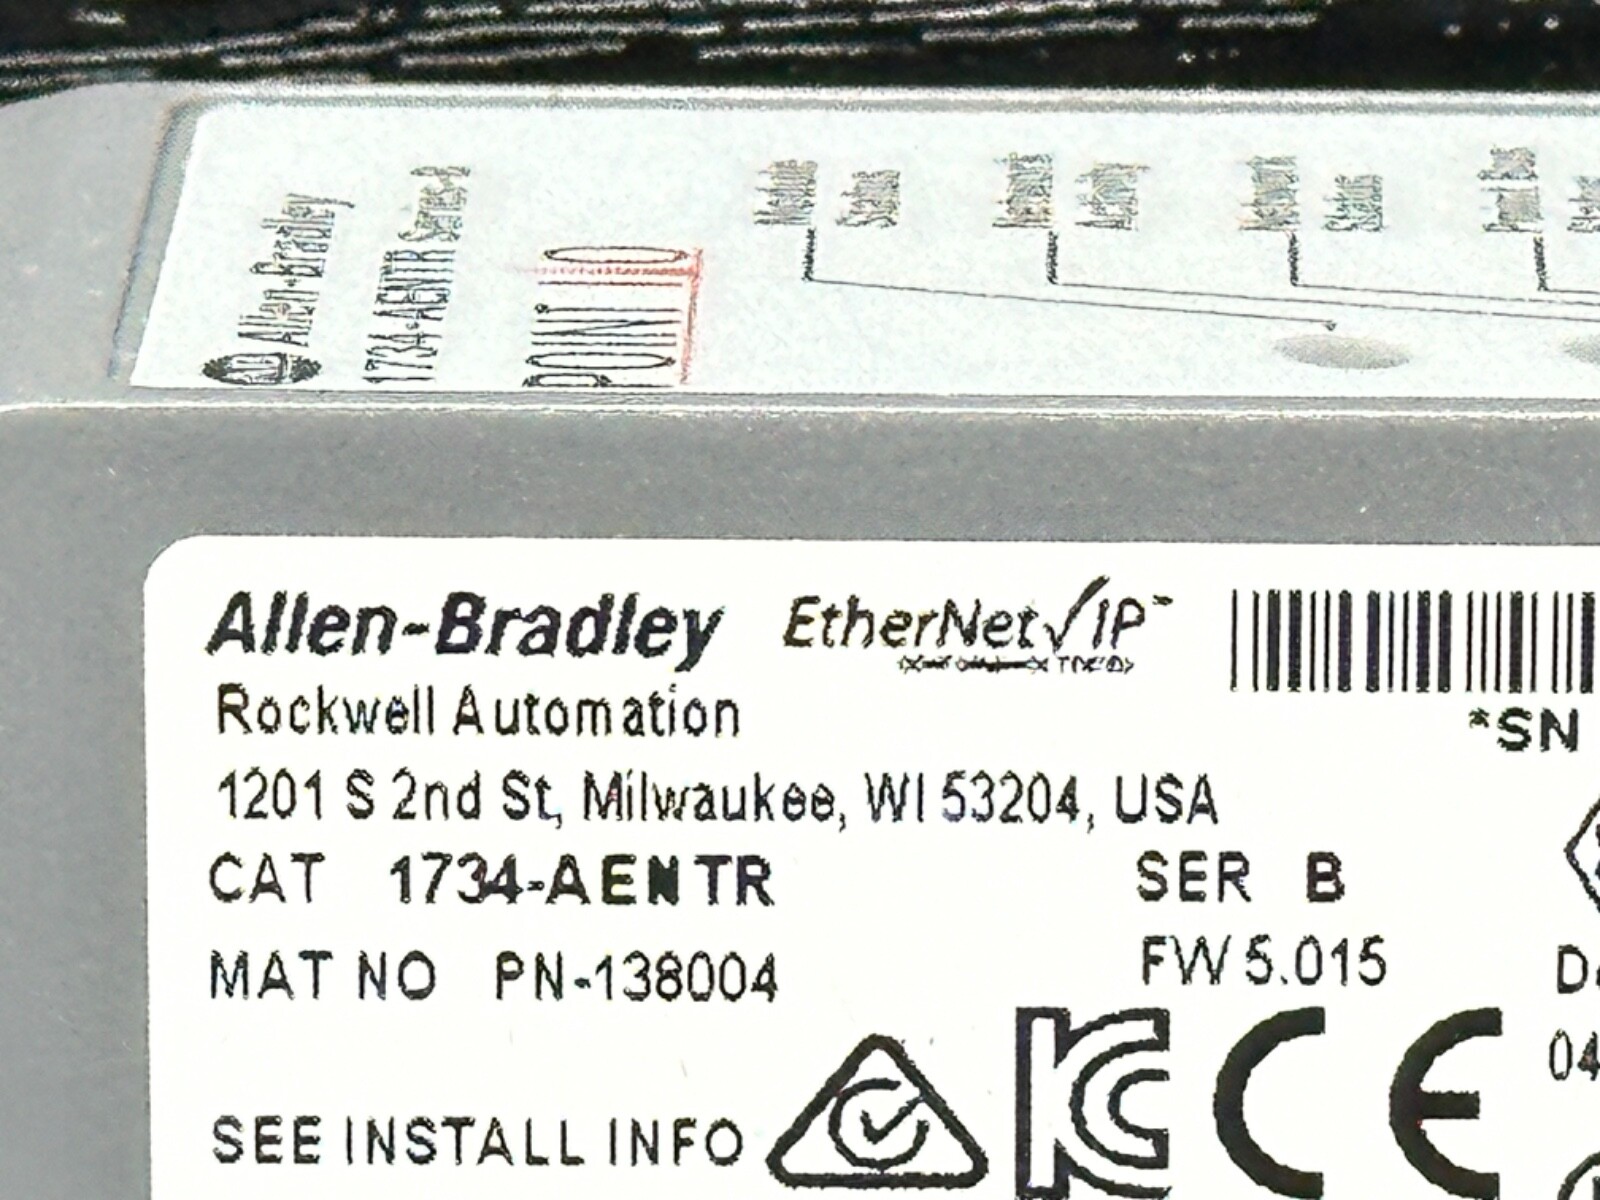 Allen-Bradley
1734-AENTR Series B
POINT I/O
Module
Status
Network
Activity
Network
Status
Allen-Bradley EtherNet/IP™
*SN
Rockwell Automation
1201 S 2nd St, Milwaukee, WI 53204, USA
CAT 1734-AENTR SER B
MAT NO PN-138004 FW 5.015
04
SEE INSTALL INFO